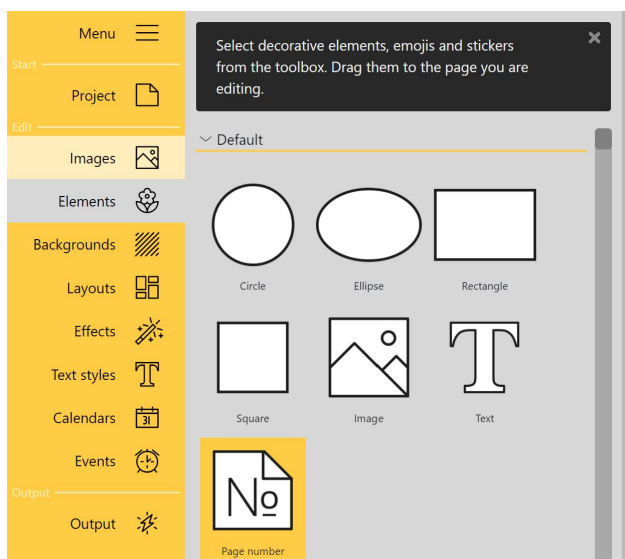 Menu
Start
Project
Edit
Images
Elements
Backgrounds
Layouts
Effects
Text styles
Calendars
31
Events
Output
Output
Select decorative elements, emojis and stickers
from the toolbox. Drag them to the page you are
editing.
Default
Circle
Ellipse
Rectangle
Square
Image
T
Text
No
Page number